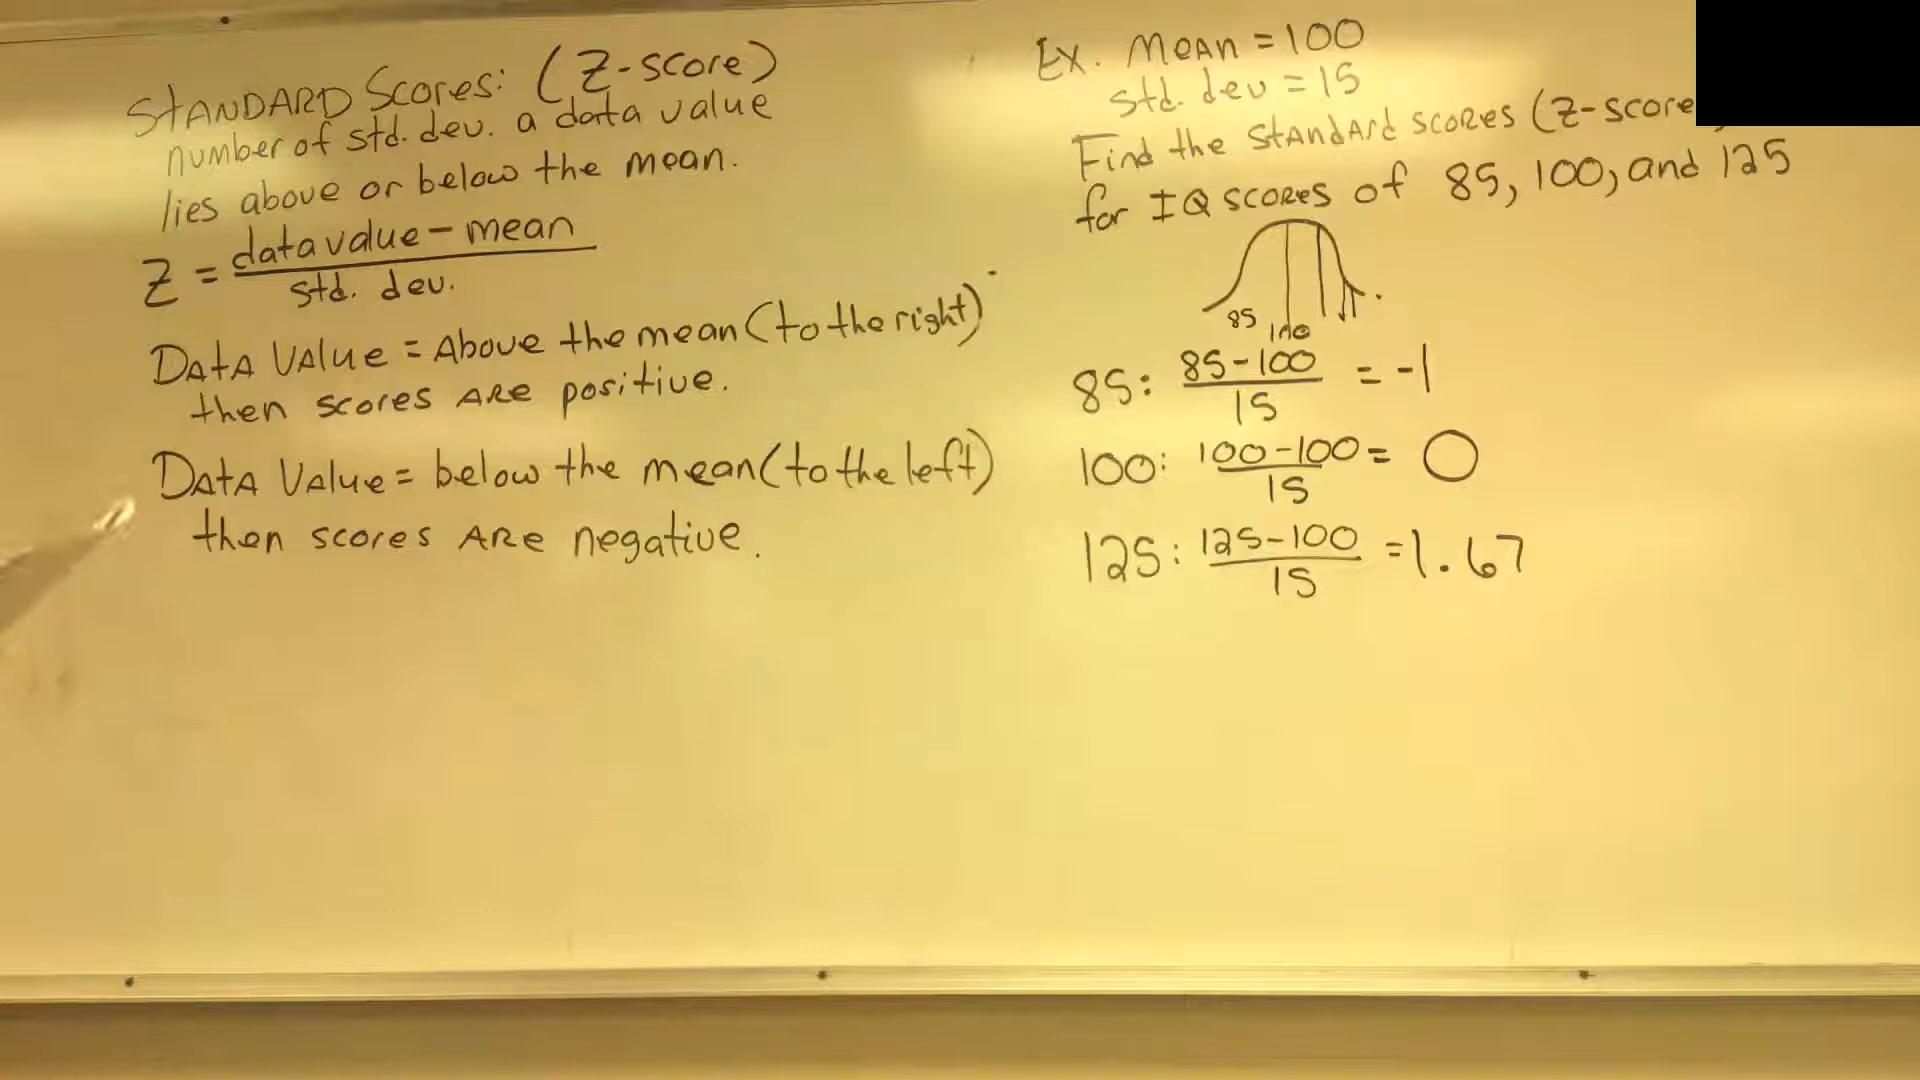 STANDARD Scores: (Z-score)
number of std. dev. a data value
lies above or below the mean.
Z = data value - mean
std. dev.
DATA VALUE = ABOVE the mean (to the right)
then scores ARE positive.
DATA VALUE = below the mean (to the left)
then scores ARE negative.
Ex. MEAN = 100
std. dev = 15
Find the STANDARD SCORES (Z-score
for IQ SCORES of 85, 100, and 125
85
100
85: 85-100 = -1
15
100: 100-100 = 0
15
125: 125-100 = 1.67
15